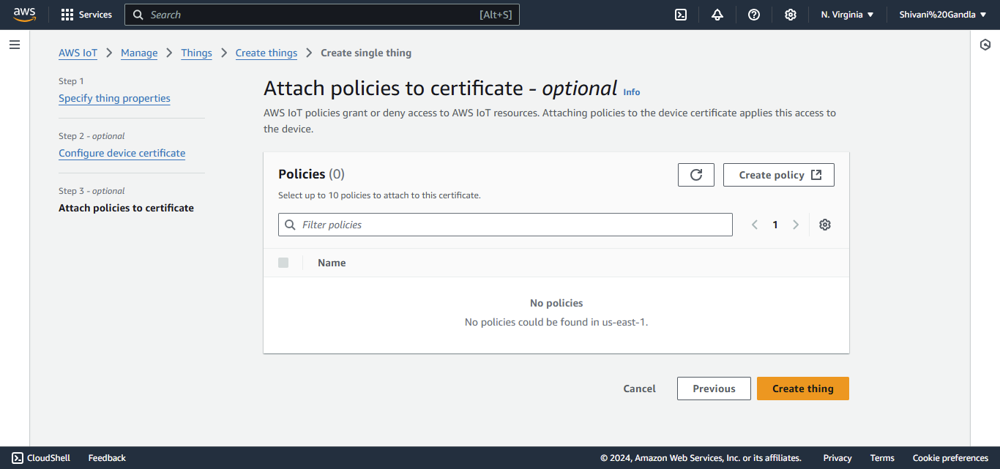 aws
Services
Search
[Alt+S]
N. Virginia
Shivani%20Gandla
AWS IoT
Manage
Things
Create things
Create single thing
Step 1
Specify thing properties
Step 2 - optional
Configure device certificate
Step 3 - optional
Attach policies to certificate
Attach policies to certificate - optional Info
AWS IoT policies grant or deny access to AWS IoT resources. Attaching policies to the device certificate applies this access to
the device.
Policies (0)
Create policy
Select up to 10 policies to attach to this certificate.
Filter policies
1
Name
No policies
No policies could be found in us-east-1.
Cancel
Previous
Create thing
CloudShell
Feedback
© 2024, Amazon Web Services, Inc. or its affiliates.
Privacy
Terms
Cookie preferences